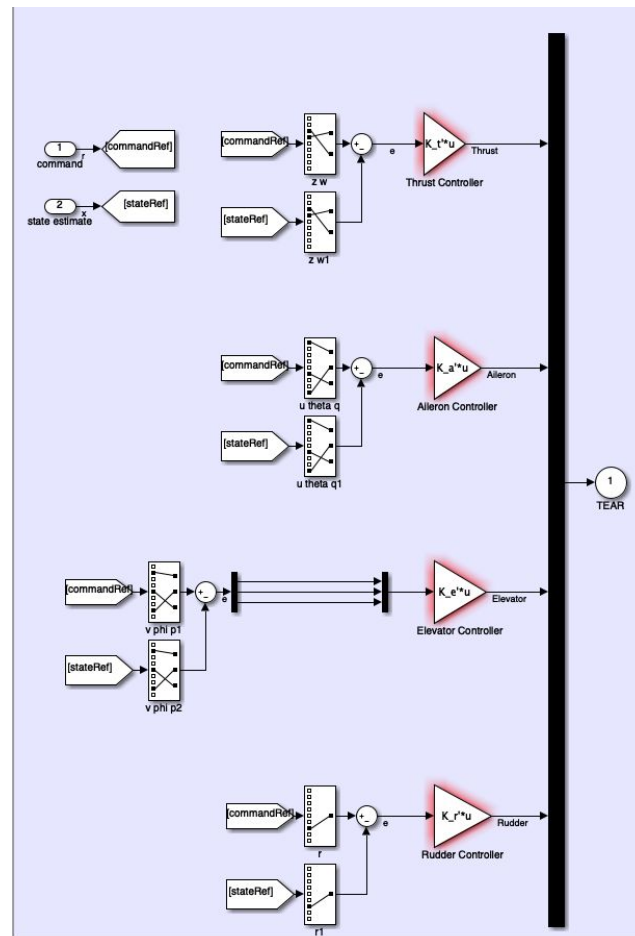 1
command
r
[commandRef]
2
state estimate
x
[stateRef]
[commandRef]
z w
+
_
e
K_t'*u
Thrust
Thrust Controller
[stateRef]
z w1
[commandRef]
u theta q
+
_
e
K_a'*u
Aileron
Aileron Controller
[stateRef]
u theta q1
1
TEAR
[commandRef]
v phi p1
+
_
e
K_e'*u
Elevator
Elevator Controller
[stateRef]
v phi p2
[commandRef]
r
+
_
e
K_r'*u
Rudder
Rudder Controller
[stateRef]
r1